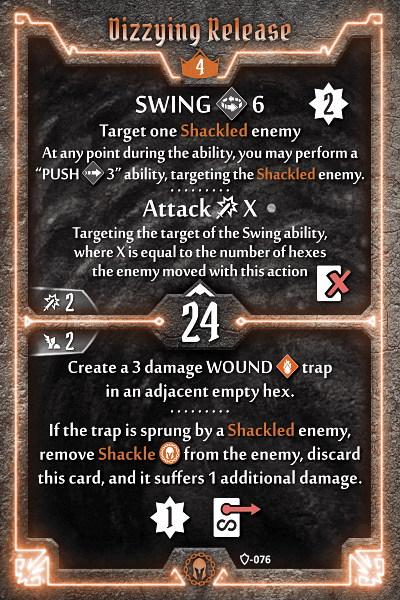 Dizzying Release
4
SWING 6
2
Target one Shackled enemy
At any point during the ability, you may perform a
“PUSH 3” ability, targeting the Shackled enemy.
Attack X
Targeting the target of the Swing ability,
where X is equal to the number of hexes
the enemy moved with this action
2
24
2
Create a 3 damage WOUND trap
in an adjacent empty hex.
If the trap is sprung by a Shackled enemy,
remove Shackle from the enemy, discard
this card, and it suffers 1 additional damage.
1
-076